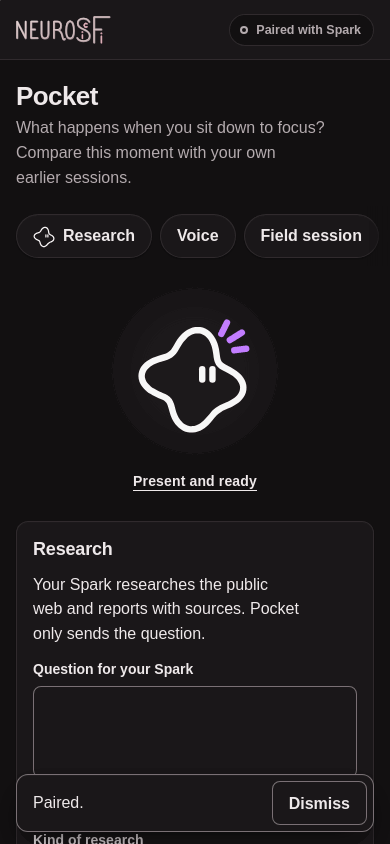 NEUROSFi
Paired with Spark
Pocket
What happens when you sit down to focus?
Compare this moment with your own
earlier sessions.
Research
Voice
Field session
Present and ready
Research
Your Spark researches the public
web and reports with sources. Pocket
only sends the question.
Question for your Spark
Paired.
Dismiss
Kind of research